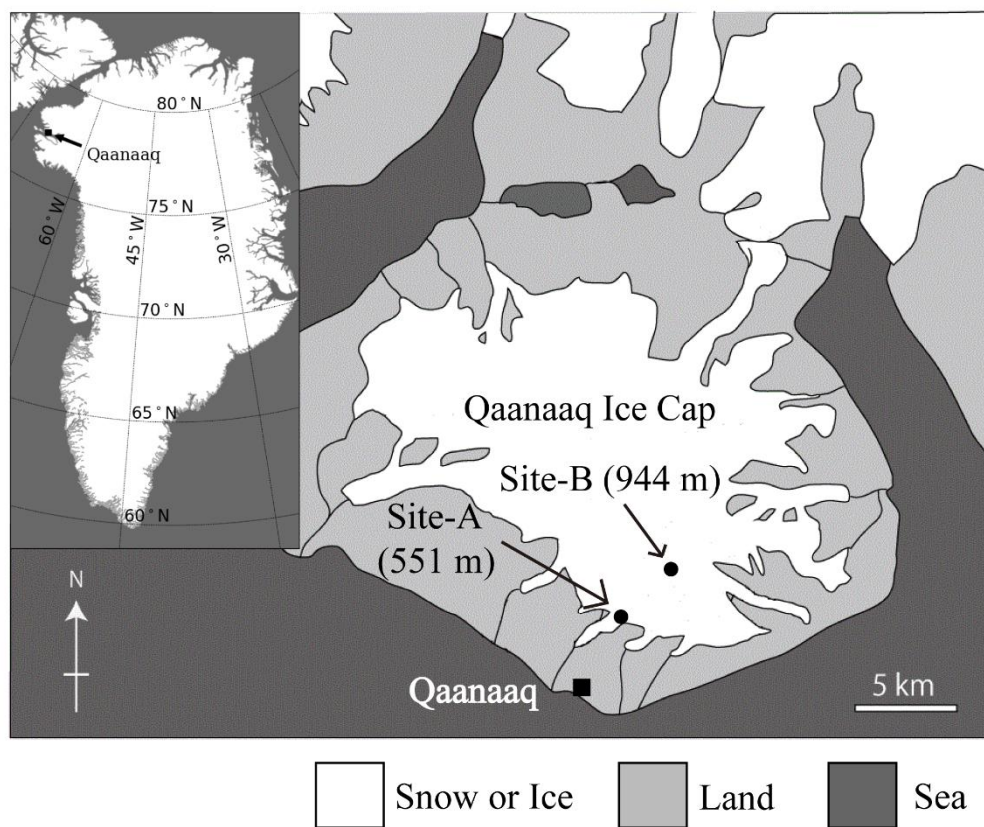 80°N
Qaanaaq
75°N
60°W
45°W
30°W
70°N
65°N
60°N
Qaanaaq Ice Cap
Site-B (944 m)
Site-A
(551 m)
N
Qaanaaq
5 km
Snow or Ice
Land
Sea